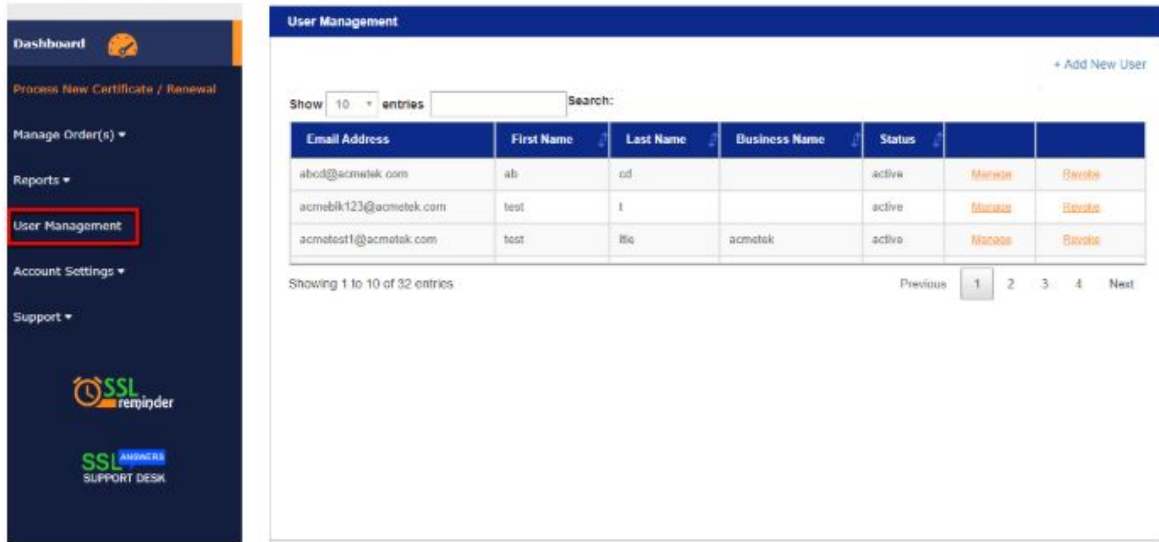 Dashboard
Process New Certificate / Renewal
Manage Order(s)
Reports
User Management
Account Settings
Support
SSL
reminder
SSL ANSWERS
SUPPORT DESK
User Management
+ Add New User
Show 10 entries Search:
Email Address First Name Last Name Business Name Status
abcd@acmetek.com ab cd active Manage Revoke
acmeblk123@acmetek.com test t active Manage Revoke
acmetest1@acmetek.com test acmetek active Manage Revoke
Showing 1 to 10 of 32 entries
Previous 1 2 3 4 Next